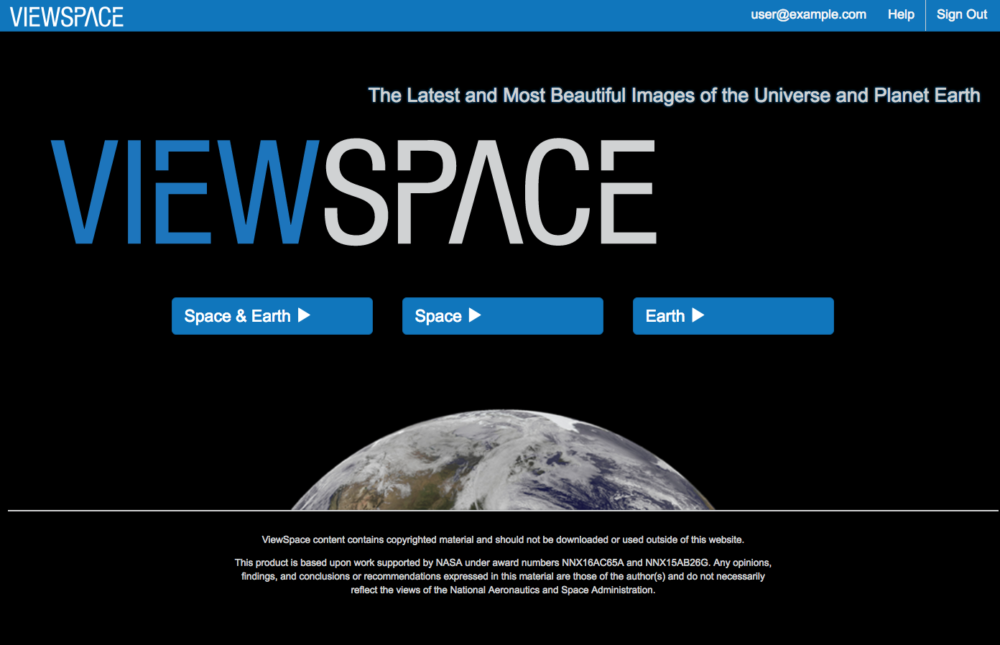 VIEWSPACE
user@example.com Help Sign Out
The Latest and Most Beautiful Images of the Universe and Planet Earth
VIEWSPACE
Space & Earth ▶ Space ▶ Earth ▶
ViewSpace content contains copyrighted material and should not be downloaded or used outside of this website.
This product is based upon work supported by NASA under award numbers NNX16AC65A and NNX15AB26G. Any opinions,
findings, and conclusions or recommendations expressed in this material are those of the author(s) and do not necessarily
reflect the views of the National Aeronautics and Space Administration.